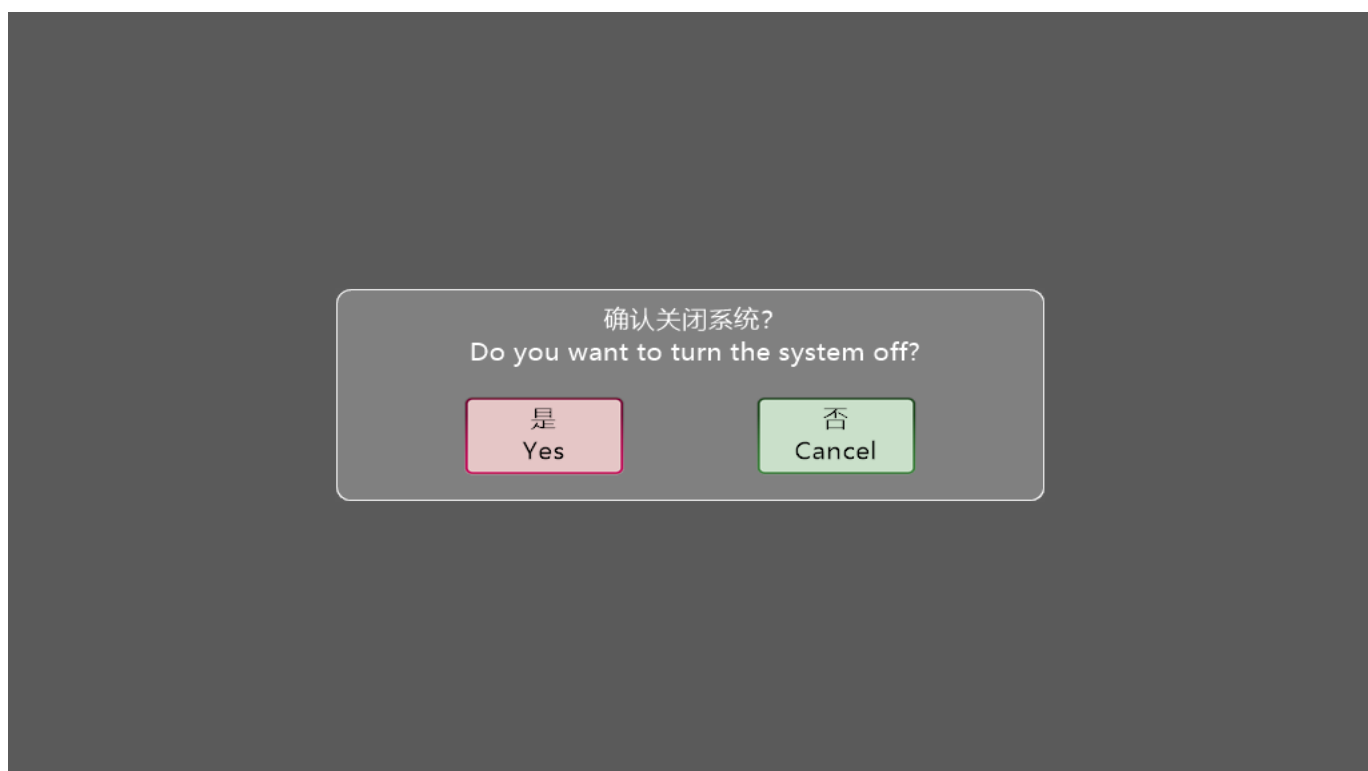 确认关闭系统?
Do you want to turn the system off?
是
Yes
否
Cancel